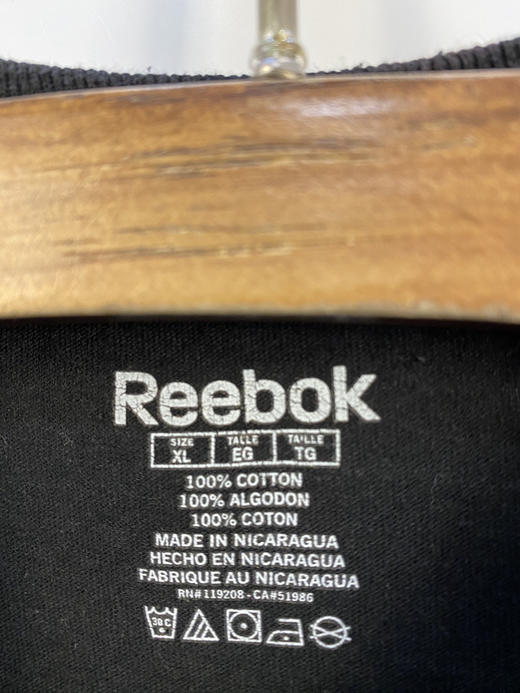 Reebok
SIZE TALLE TAILLE
XL EG TG
100% COTTON
100% ALGODON
100% COTON
MADE IN NICARAGUA
HECHO EN NICARAGUA
FABRIQUE AU NICARAGUA
RN# 119208 - CA#51986
30C